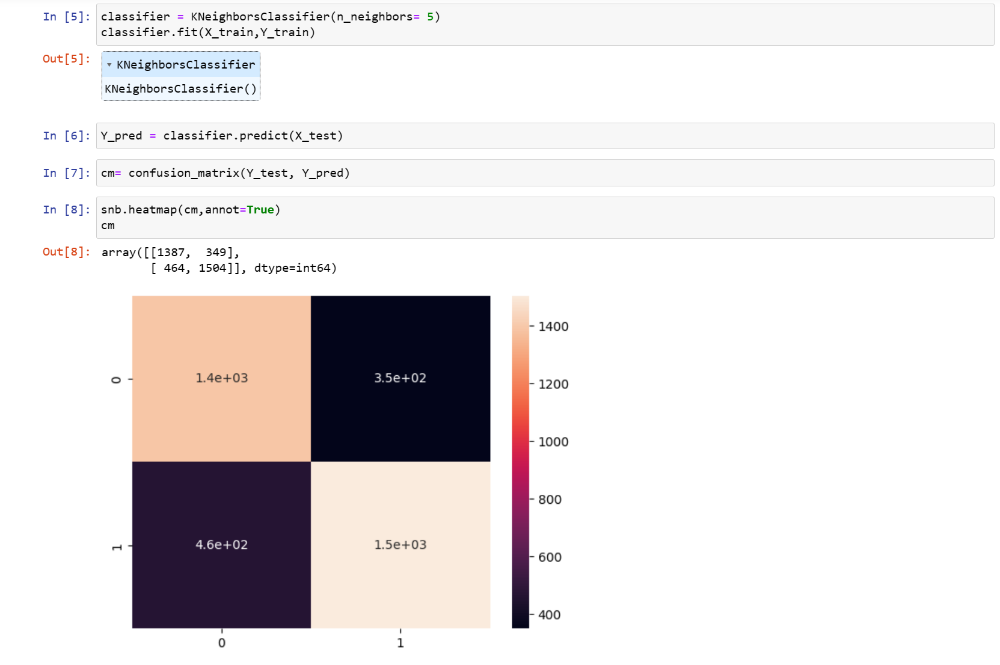 In [5]: classifier = KNeighborsClassifier(n_neighbors= 5)
classifier.fit(X_train,Y_train)
Out[5]: ▾ KNeighborsClassifier
KNeighborsClassifier()
In [6]: Y_pred = classifier.predict(X_test)
In [7]: cm= confusion_matrix(Y_test, Y_pred)
In [8]: snb.heatmap(cm,annot=True)
cm
Out[8]: array([[1387,  349],
[ 464, 1504]], dtype=int64)
1400
0 1.4e+03 3.5e+02 1200
1000
800
1 4.6e+02 1.5e+03 600
400
0 1